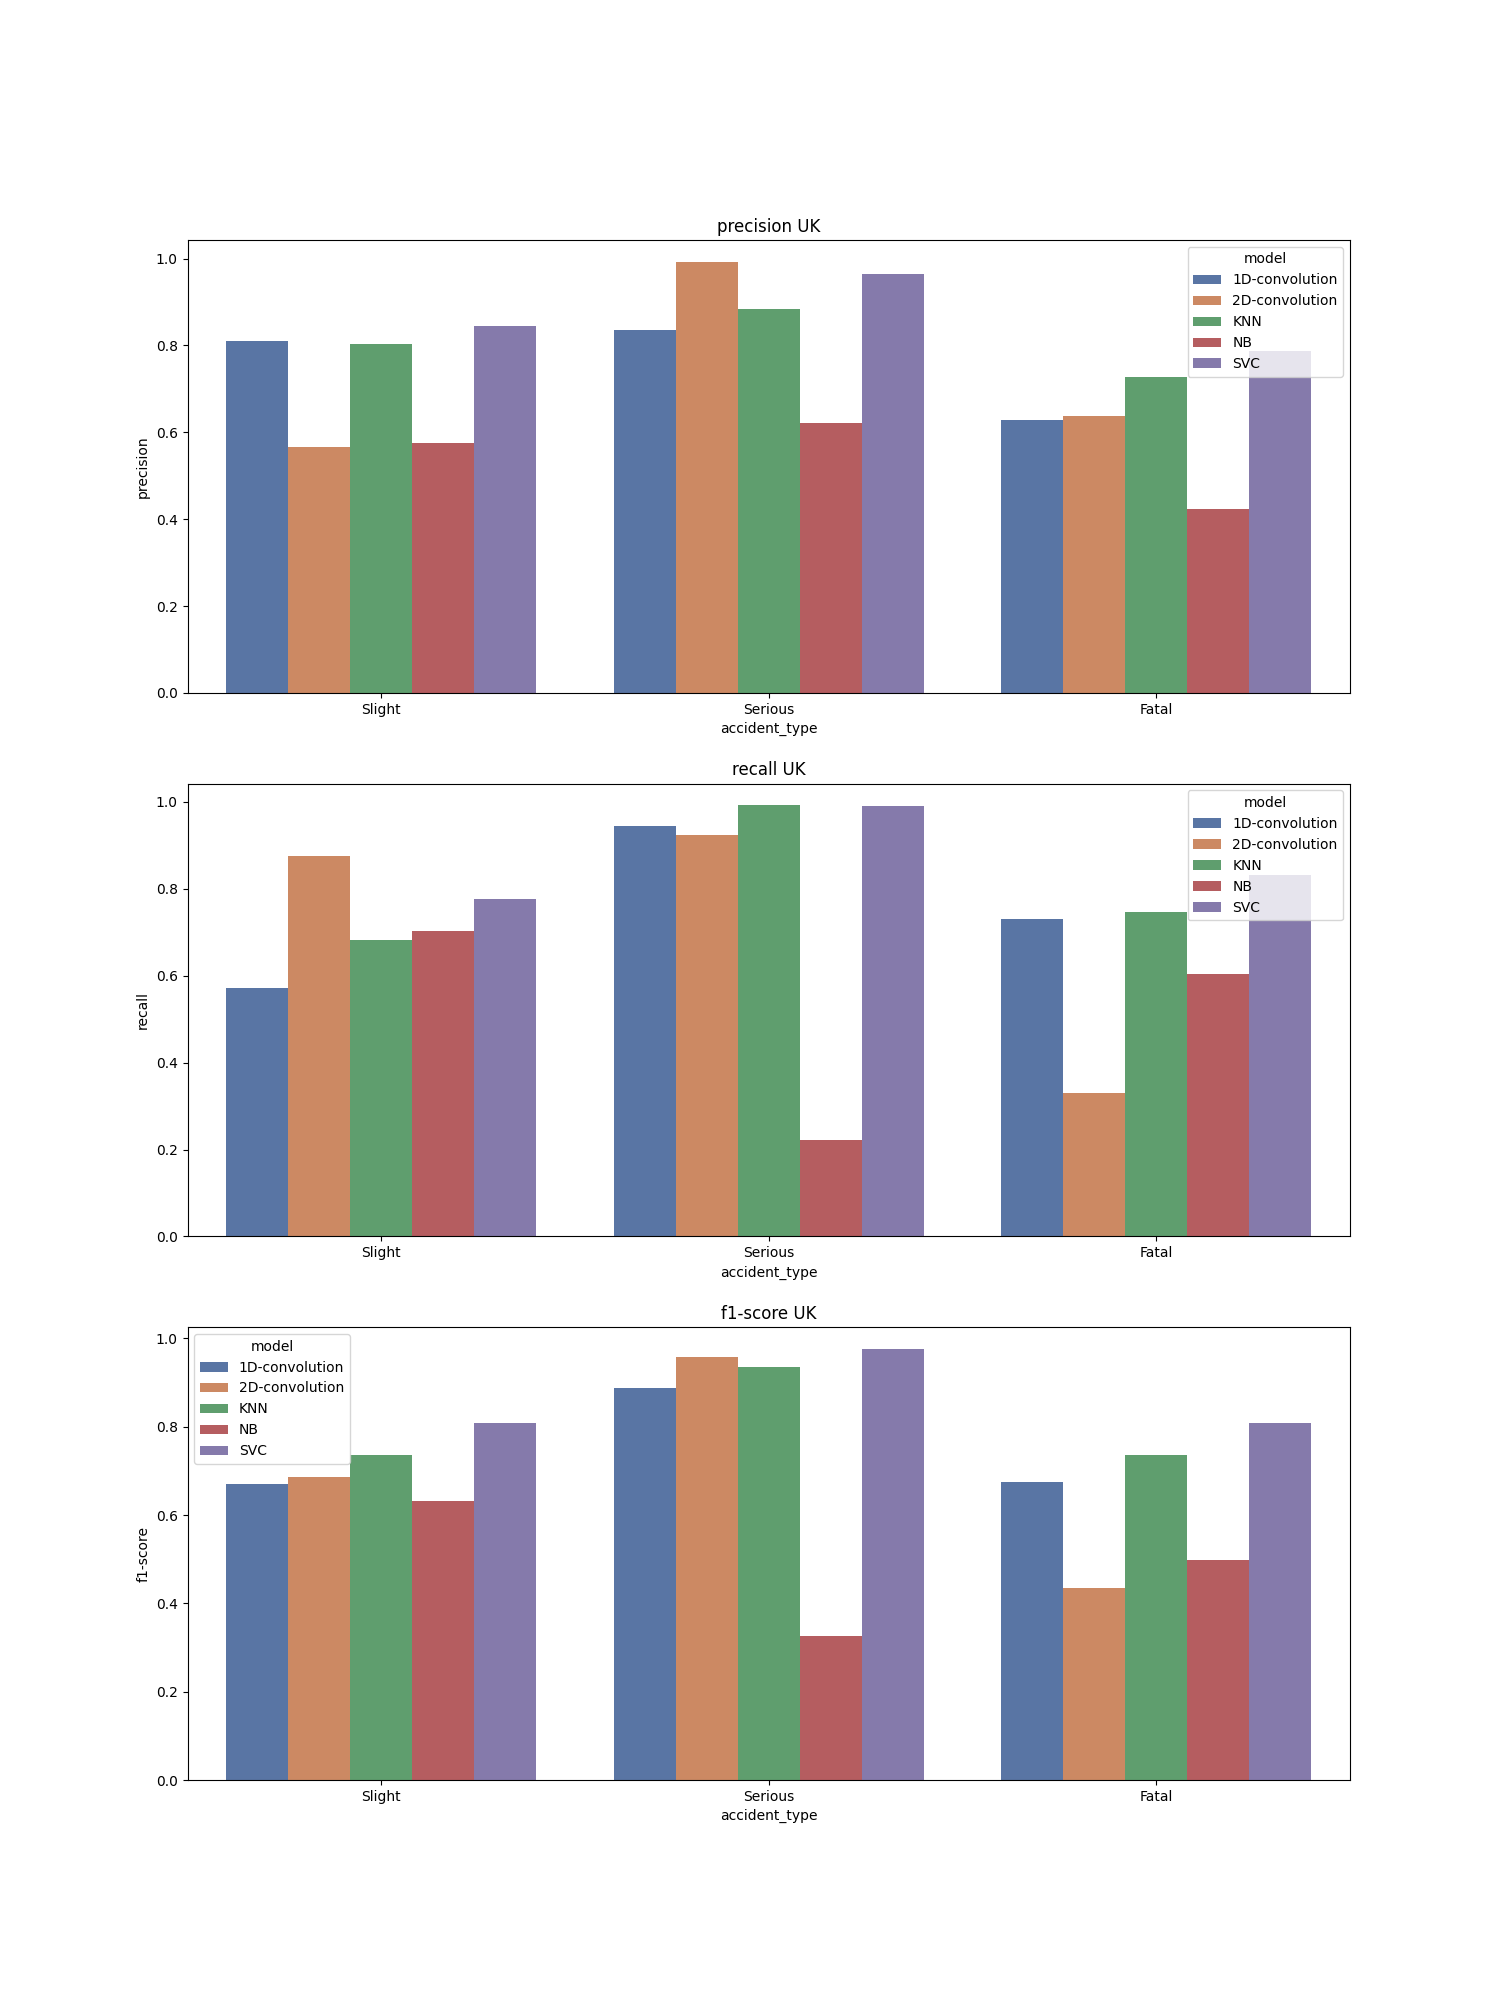 precision UK
1.0
0.8
0.6
0.4
0.2
0.0
precision
model
1D-convolution
2D-convolution
KNN
NB
SVC
Slight Serious Fatal
accident_type
recall UK
1.0
0.8
0.6
0.4
0.2
0.0
recall
model
1D-convolution
2D-convolution
KNN
NB
SVC
Slight Serious Fatal
accident_type
f1-score UK
1.0
0.8
0.6
0.4
0.2
0.0
f1-score
model
1D-convolution
2D-convolution
KNN
NB
SVC
Slight Serious Fatal
accident_type